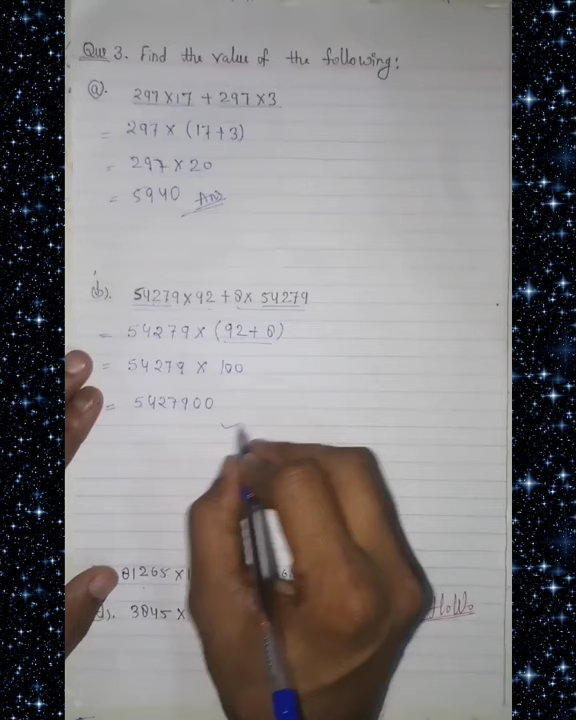 Que 3. Find the value of the following:
(a). 297×17 + 297×3
= 297 × (17+3)
= 297 × 20
= 5940 Ans
(b). 54279×92 + 8× 54279
= 54279 × (92+8)
= 54279 × 100
= 5427900
81265 ×
d). 3845 ×
H.W.